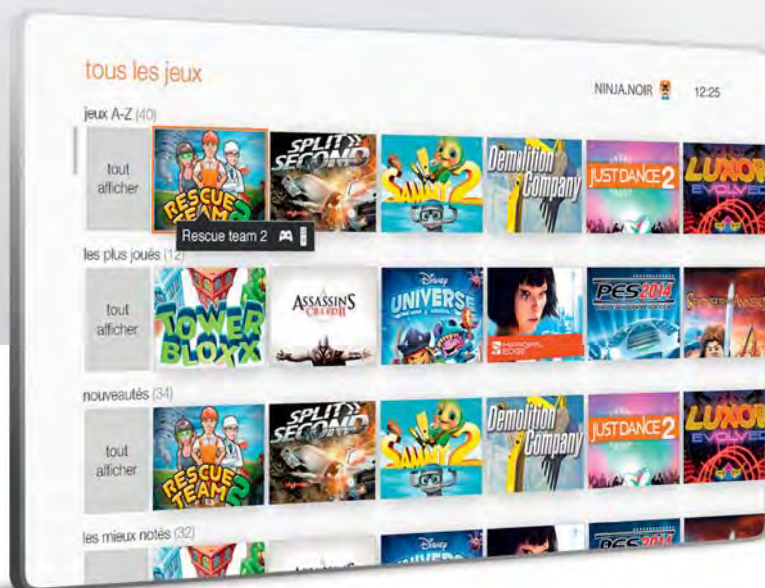 tous les jeux
NINJA.NOIR 12:25
jeux A-Z (40)
tout
afficher
RESCUE
TEAM 2
SPLIT
SECOND
SAMMY 2
Demolition
Company
JUST DANCE 2
LUXOR
EVOLVED
Rescue team 2
les plus joués (12)
tout
afficher
TOWER
BLOXX
ASSASSIN'S
CREED II
Disney
UNIVERSE
MIRROR'S
EDGE
PES 2014
nouveautés (34)
tout
afficher
RESCUE
TEAM 2
SPLIT
SECOND
SAMMY 2
Demolition
Company
JUST DANCE 2
LUXOR
EVOLVED
les mieux notés (32)
Disney
PES 2014